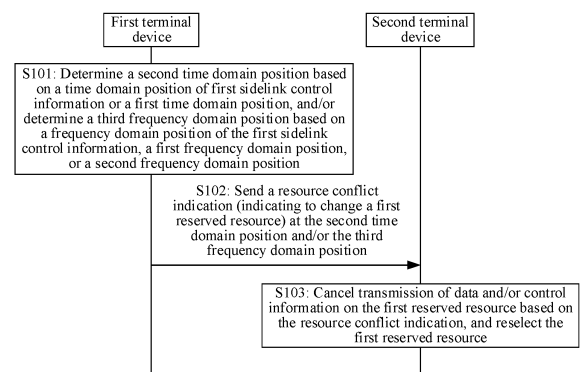 First terminal
device
Second terminal
device
S101: Determine a second time domain position based
on a time domain position of first sidelink control
information or a first time domain position, and/or
determine a third frequency domain position based on
a frequency domain position of the first sidelink
control information, a first frequency domain position,
or a second frequency domain position
S102: Send a resource conflict
indication (indicating to change a first
reserved resource) at the second time
domain position and/or the third
frequency domain position
S103: Cancel transmission of data and/or control
information on the first reserved resource based on
the resource conflict indication, and reselect the
first reserved resource